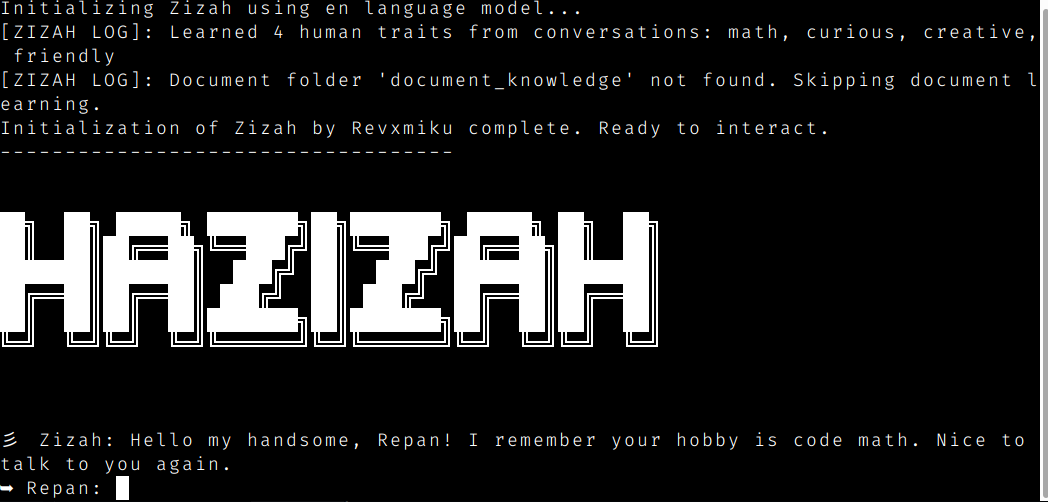 Initializing Zizah using en language model...
[ZIZAH LOG]: Learned 4 human traits from conversations: math, curious, creative,
 friendly
[ZIZAH LOG]: Document folder 'document_knowledge' not found. Skipping document l
earning.
Initialization of Zizah by Revxmiku complete. Ready to interact.
-----------------------------------
HAZIZAH
彡 Zizah: Hello my handsome, Repan! I remember your hobby is code math. Nice to
talk to you again.
➥ Repan: